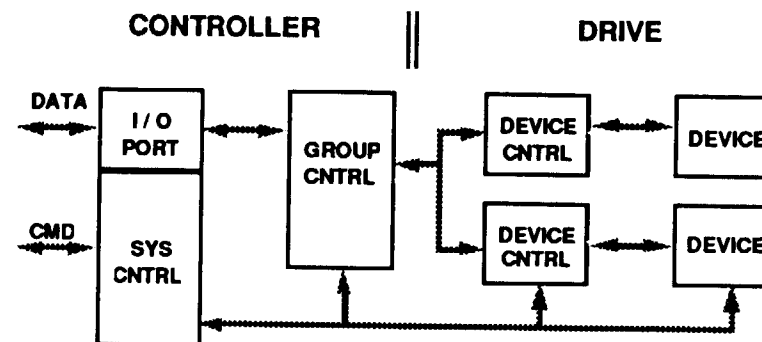 CONTROLLER
DRIVE
DATA
I / O
PORT
GROUP
CNTRL
DEVICE
CNTRL
DEVICE
CMD
SYS
CNTRL
DEVICE
CNTRL
DEVICE